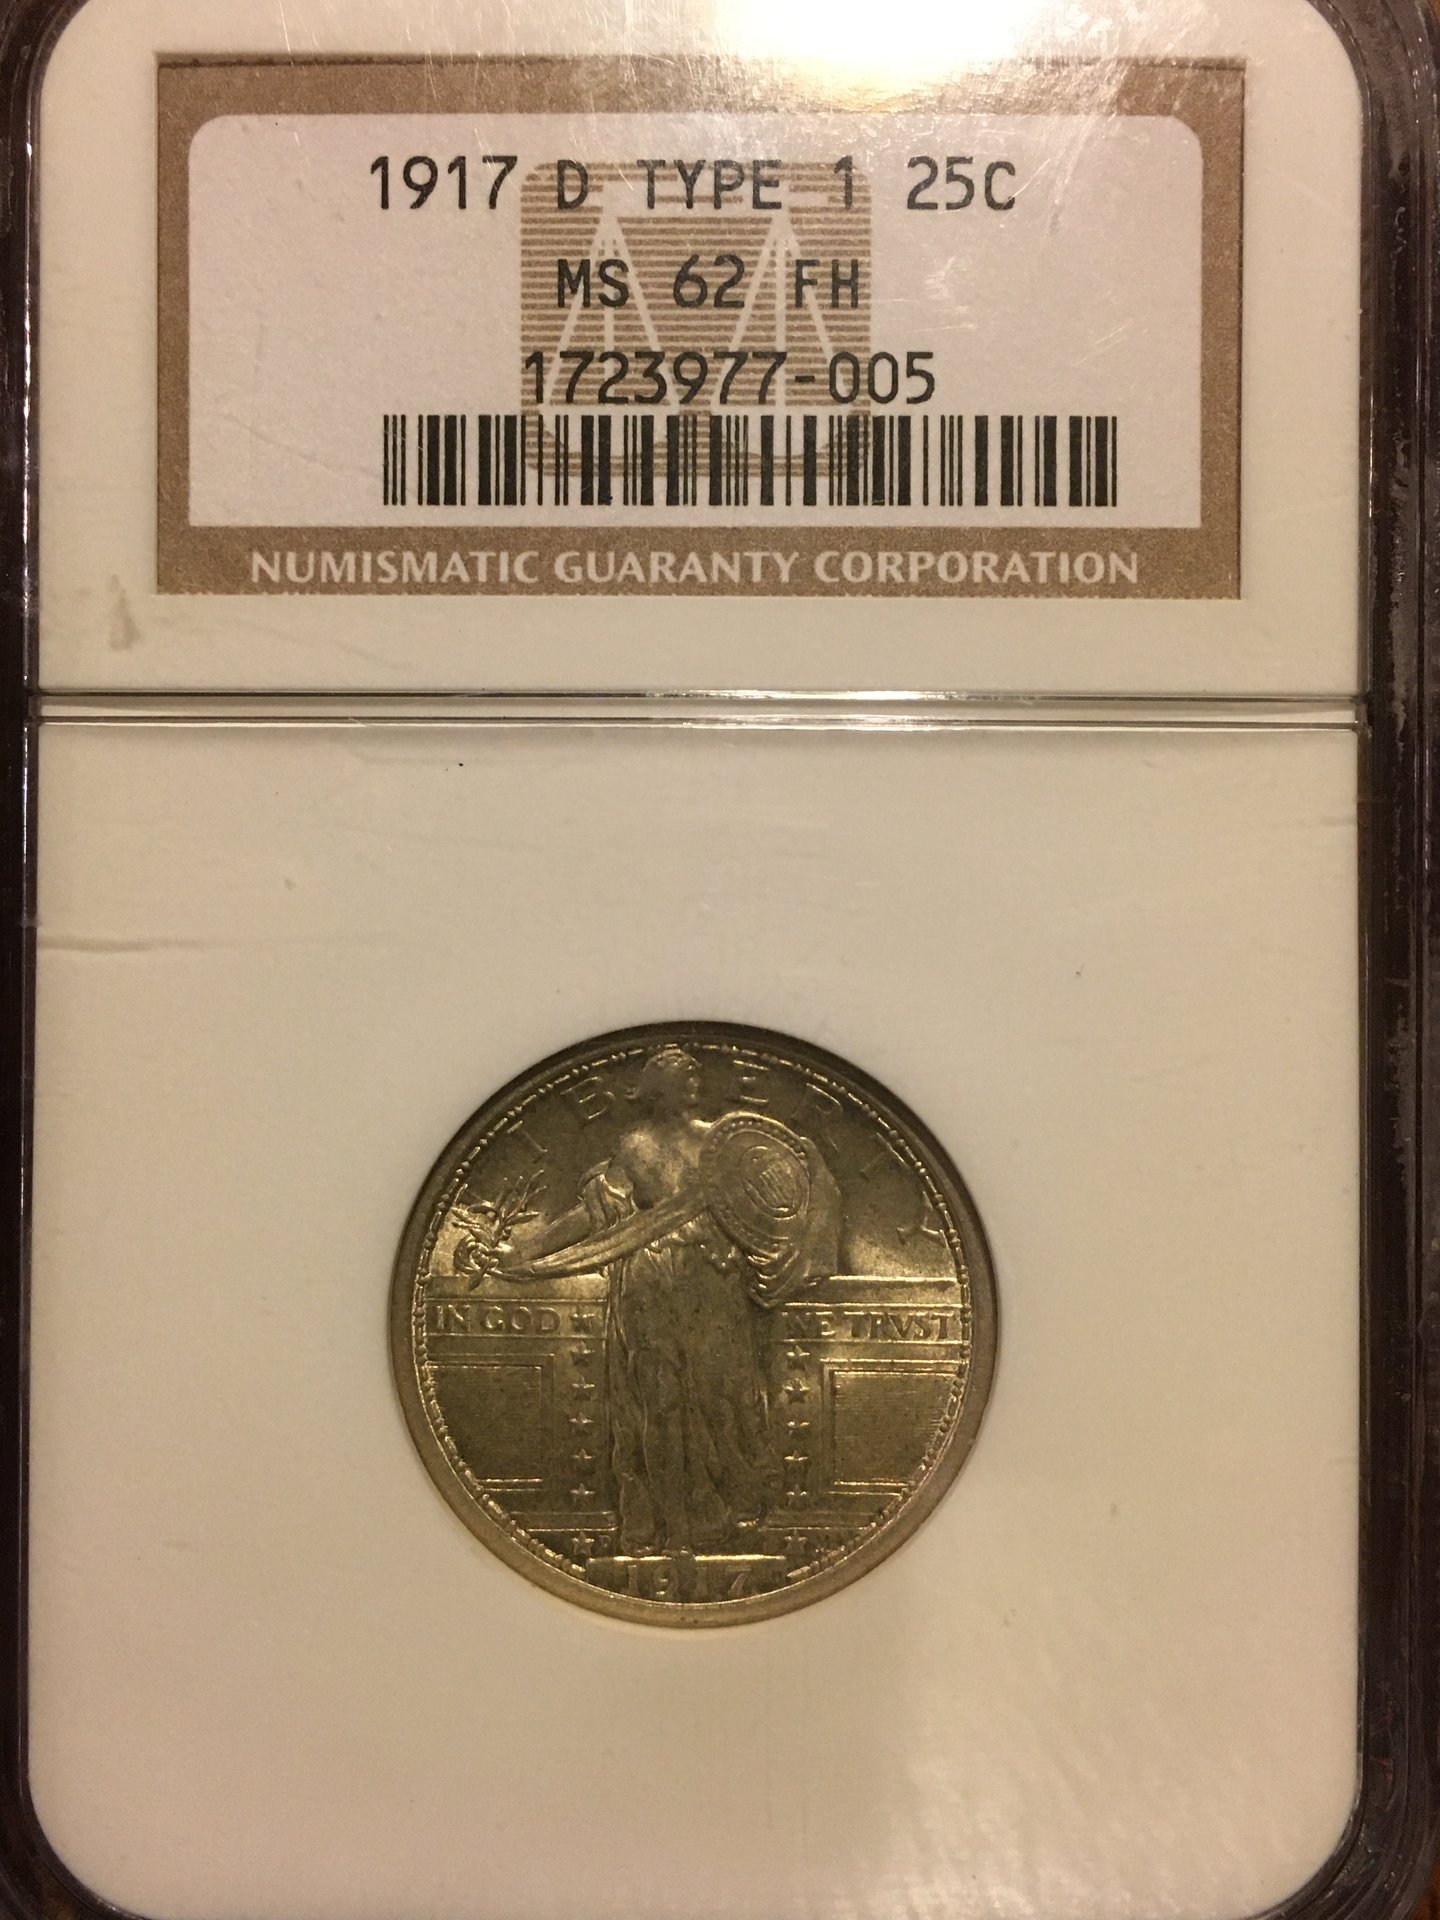 1917 D TYPE 1 25C
MS 62 FH
1723977-005
NUMISMATIC GUARANTY CORPORATION
LIBERTY
IN GOD WE TRVST
1917